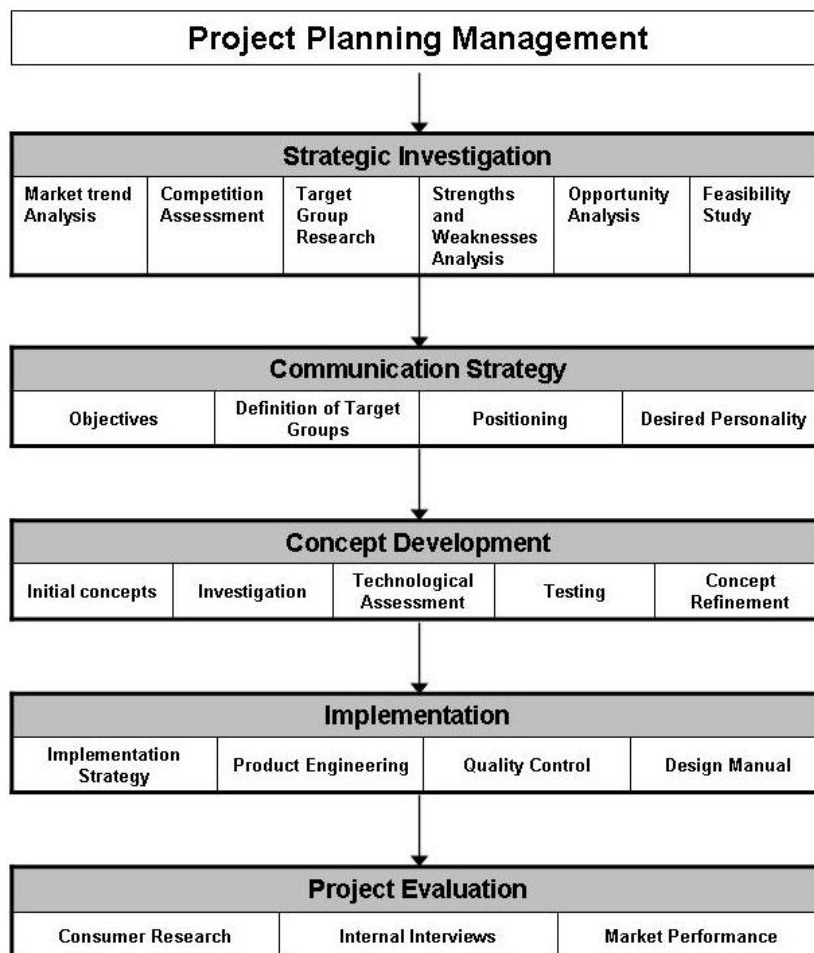 Project Planning Management
Strategic Investigation
Market trend
Analysis
Competition
Assessment
Target
Group
Research
Strengths
and
Weaknesses
Analysis
Opportunity
Analysis
Feasibility
Study
Communication Strategy
Objectives
Definition of Target
Groups
Positioning
Desired Personality
Concept Development
Initial concepts
Investigation
Technological
Assessment
Testing
Concept
Refinement
Implementation
Implementation
Strategy
Product Engineering
Quality Control
Design Manual
Project Evaluation
Consumer Research
Internal Interviews
Market Performance